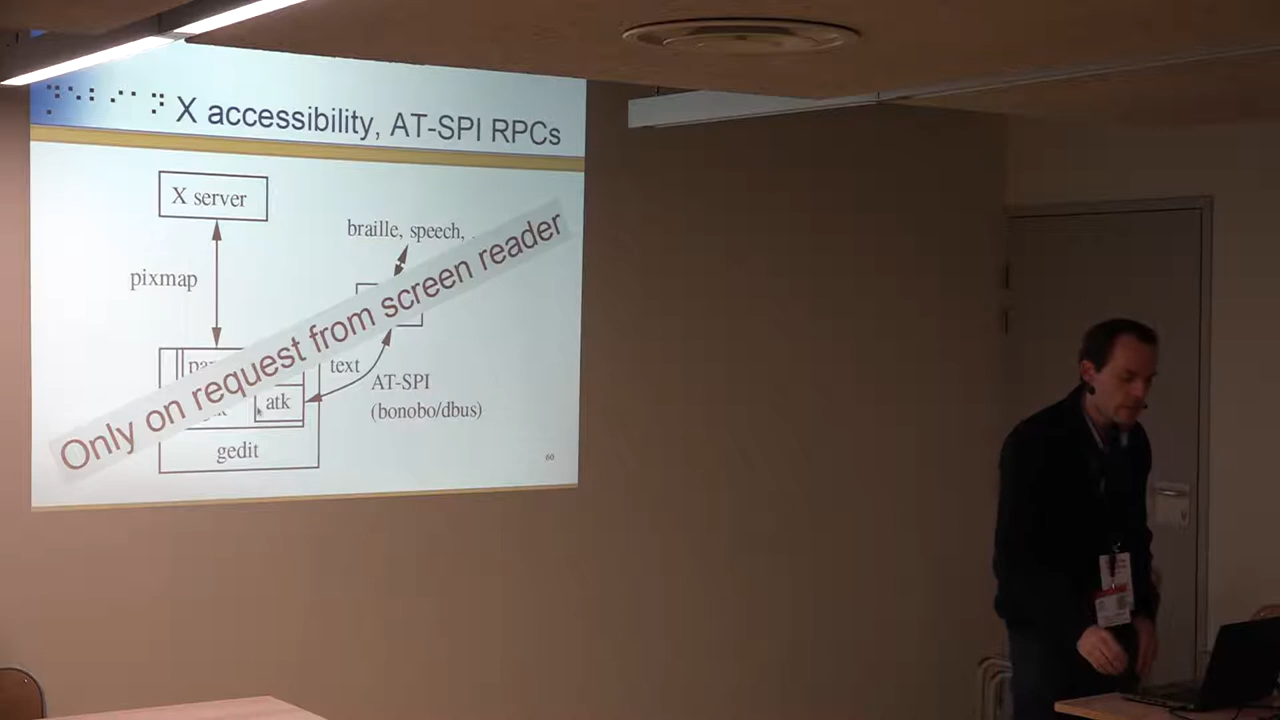 X accessibility, AT-SPI RPCs
X server
braille, speech,
pixmap
Only on request from screen reader
text
AT-SPI
atk
(bonobo/dbus)
gedit
60